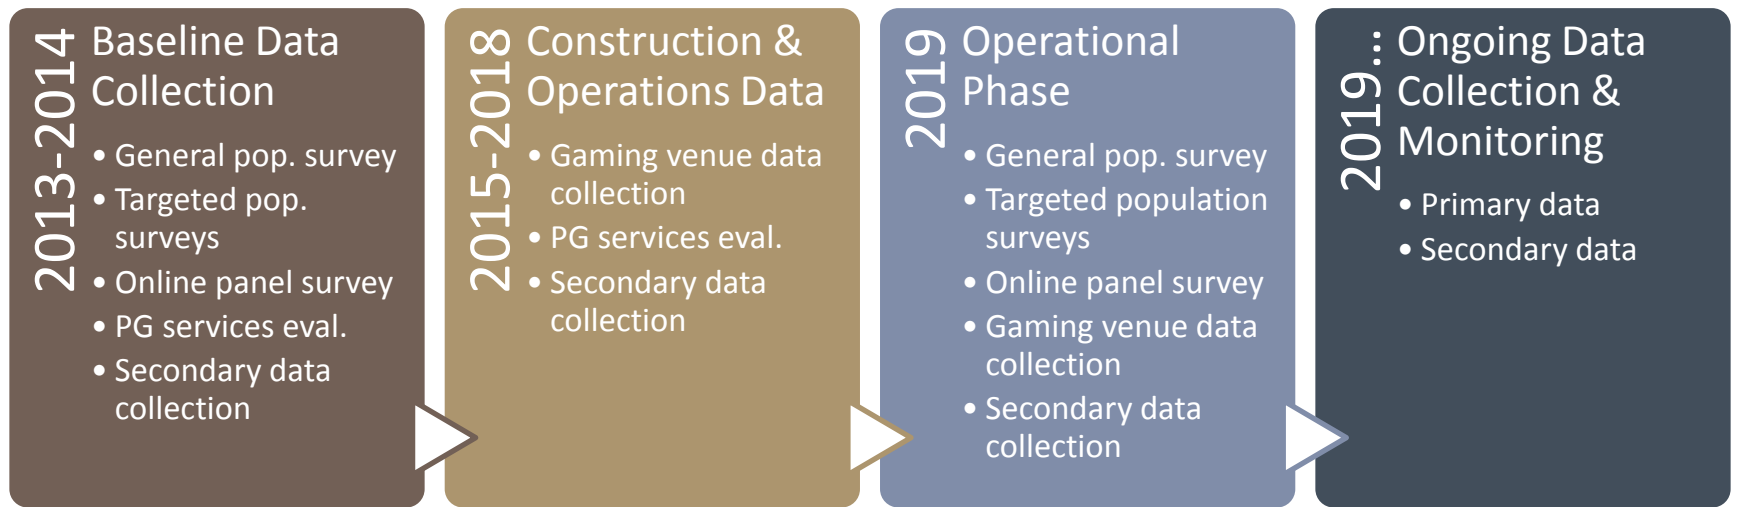 2013-2014
Baseline Data
Collection
• General pop. survey
• Targeted pop.
surveys
• Online panel survey
• PG services eval.
• Secondary data
collection
2015-2018
Construction &
Operations Data
• Gaming venue data
collection
• PG services eval.
• Secondary data
collection
2019
Operational
Phase
• General pop. survey
• Targeted population
surveys
• Online panel survey
• Gaming venue data
collection
• Secondary data
collection
2019...
Ongoing Data
Collection &
Monitoring
• Primary data
• Secondary data